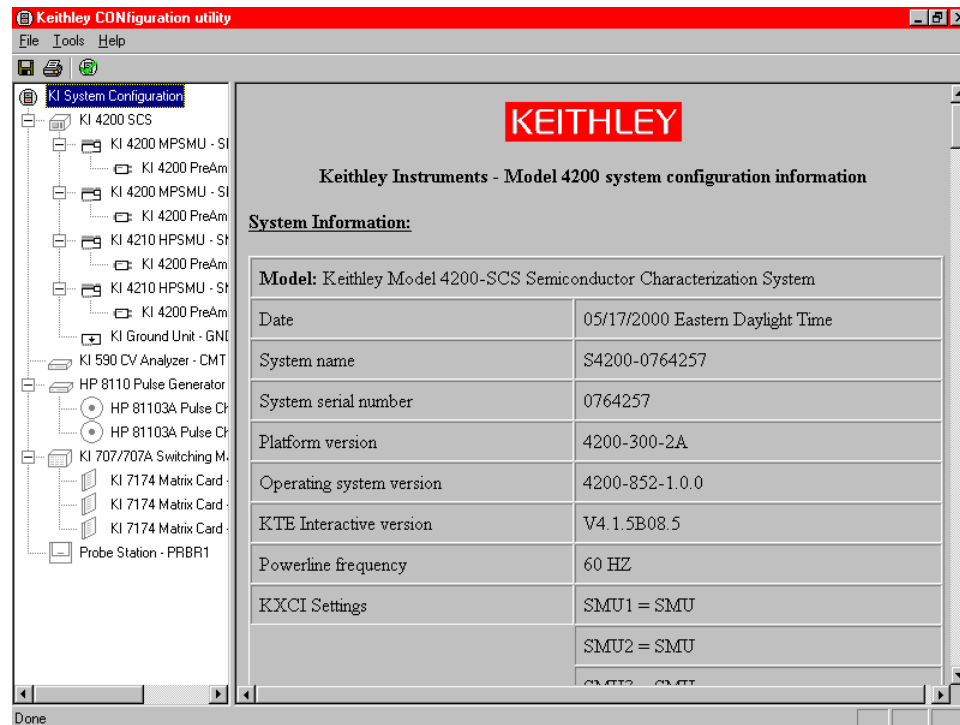 Keithley CONfiguration utility
File Tools Help
KI System Configuration
KI 4200 SCS
KI 4200 MPSMU -
KI 4200 PreAm
KI 4200 MPSMU -
KI 4200 PreAm
KI 4210 HPSMU -
KI 4200 PreAm
KI 4210 HPSMU -
KI 4200 PreAm
KI Ground Unit - GND
KI 590 CV Analyzer - CMT
HP 8110 Pulse Generator
HP 81103A Pulse Ch
HP 81103A Pulse Ch
KI 707/707A Switching
KI 7174 Matrix Card -
KI 7174 Matrix Card -
KI 7174 Matrix Card -
Probe Station - PRBR1
KEITHLEY
Keithley Instruments - Model 4200 system configuration information
System Information:
Model: Keithley Model 4200-SCS Semiconductor Characterization System
Date 05/17/2000 Eastern Daylight Time
System name S4200-0764257
System serial number 0764257
Platform version 4200-300-2A
Operating system version 4200-852-1.0.0
KTE Interactive version V4.1.5B08.5
Powerline frequency 60 HZ
KXCI Settings SMU1 = SMU
SMU2 = SMU
Done